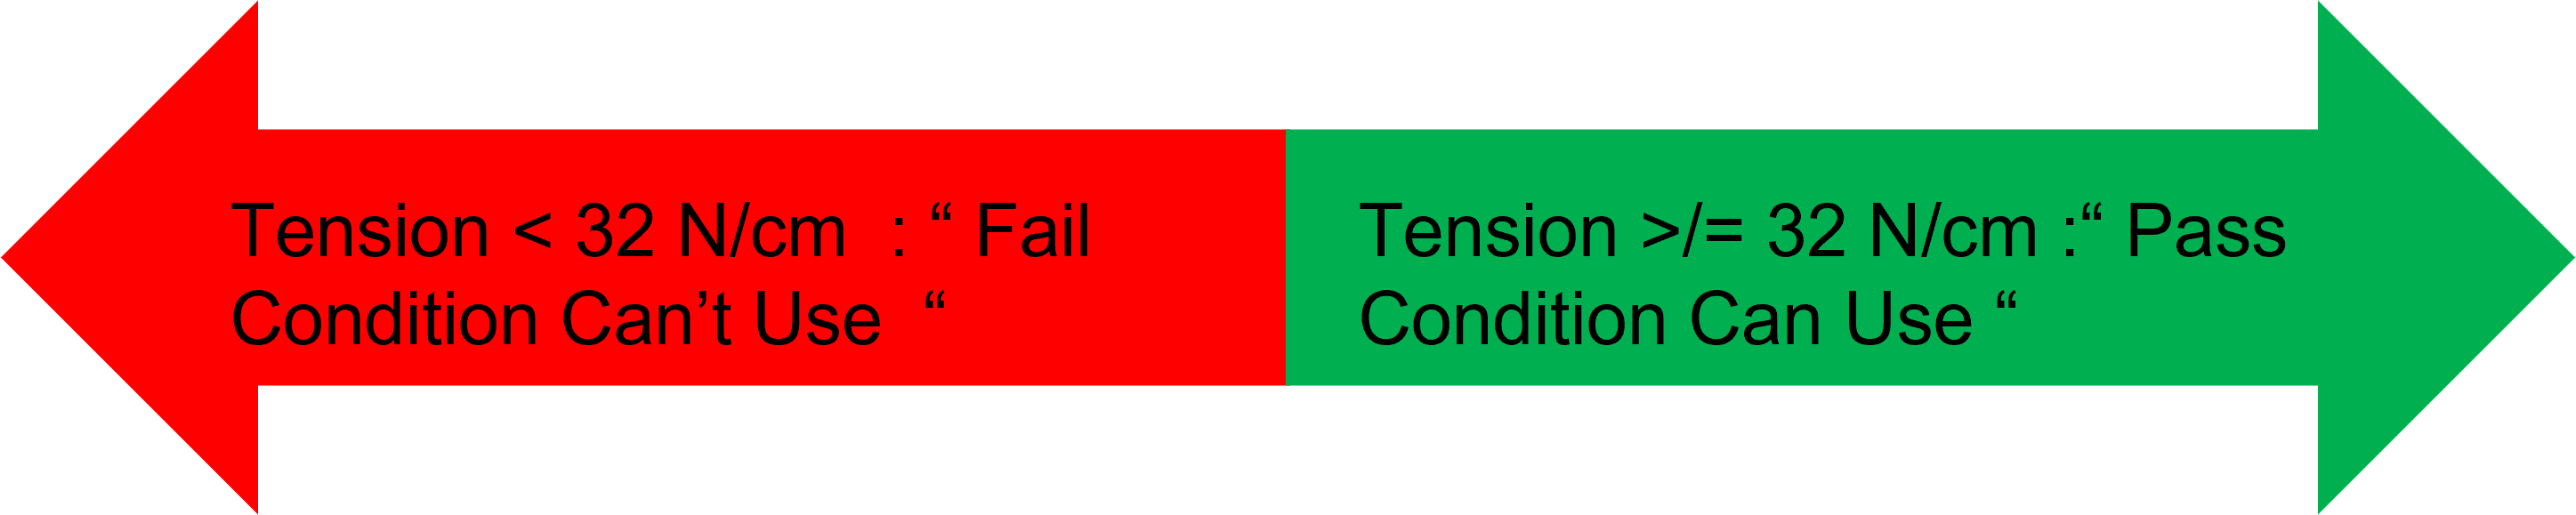 Tension < 32 N/cm  : “ Fail
Condition Can’t Use  “
Tension >/= 32 N/cm :“ Pass
Condition Can Use “